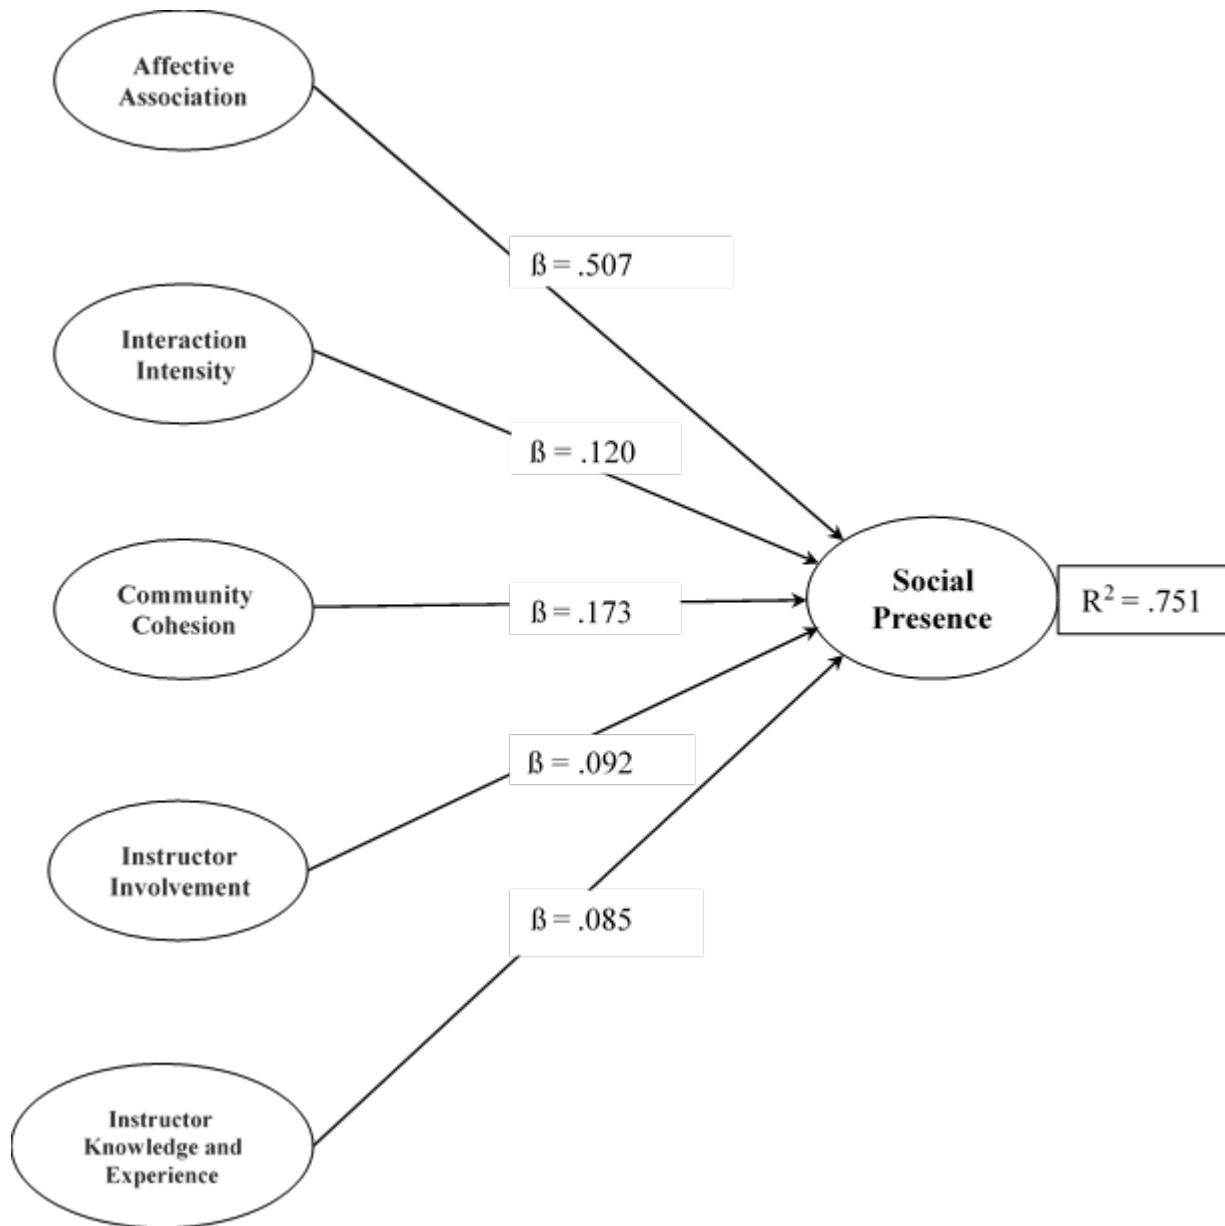 Affective
Association
ß = .507
Interaction
Intensity
ß = .120
Community
Cohesion
ß = .173
Social
Presence
R² = .751
ß = .092
Instructor
Involvement
ß = .085
Instructor
Knowledge and
Experience